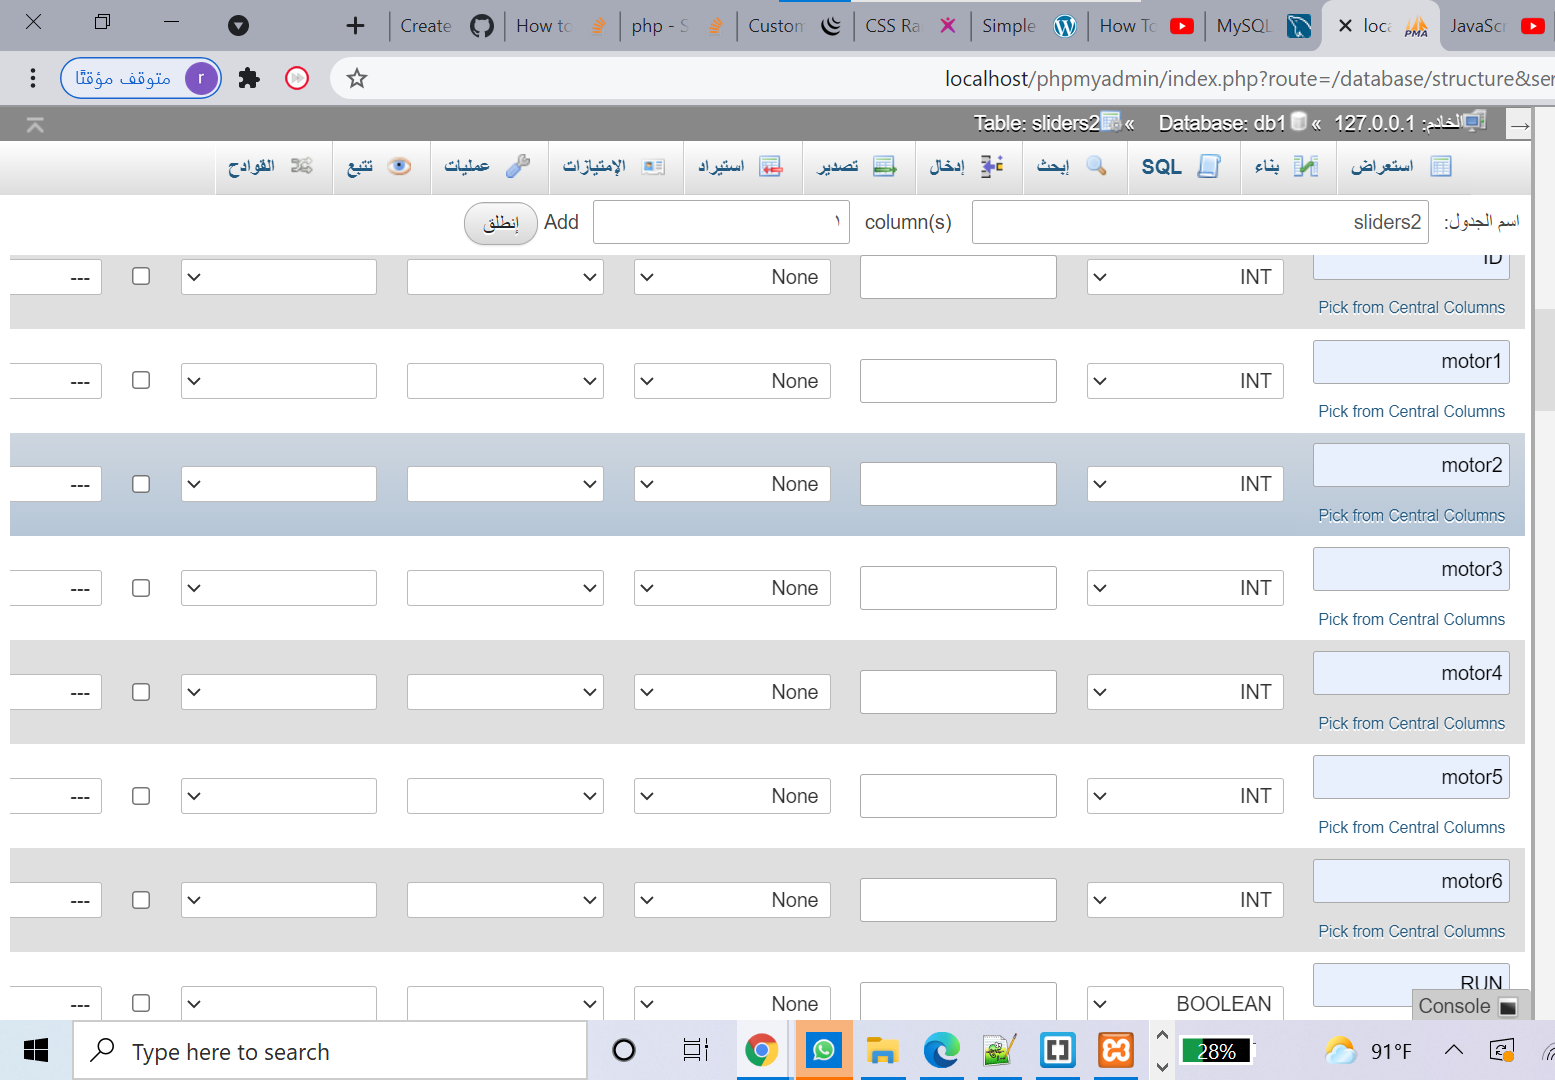 Create
How to
php - S
Custom
CSS Ra
Simple
How To
MySQL
loca
JavaScr
متوقف مؤقتًا
r
localhost/phpmyadmin/index.php?route=/database/structure&ser
الخادم: 127.0.0.1 » Database: db1 » Table: sliders2
استعراض
بناء
SQL
إبحث
إدخال
تصدير
استيراد
الإمتيازات
عمليات
تتبع
القوادح
اسم الجدول: sliders2 column(s) ١ Add إنطلق
ID INT None ---
Pick from Central Columns
motor1 INT None ---
Pick from Central Columns
motor2 INT None ---
Pick from Central Columns
motor3 INT None ---
Pick from Central Columns
motor4 INT None ---
Pick from Central Columns
motor5 INT None ---
Pick from Central Columns
motor6 INT None ---
Pick from Central Columns
RUN BOOLEAN None ---
Console
Type here to search
28%
91°F